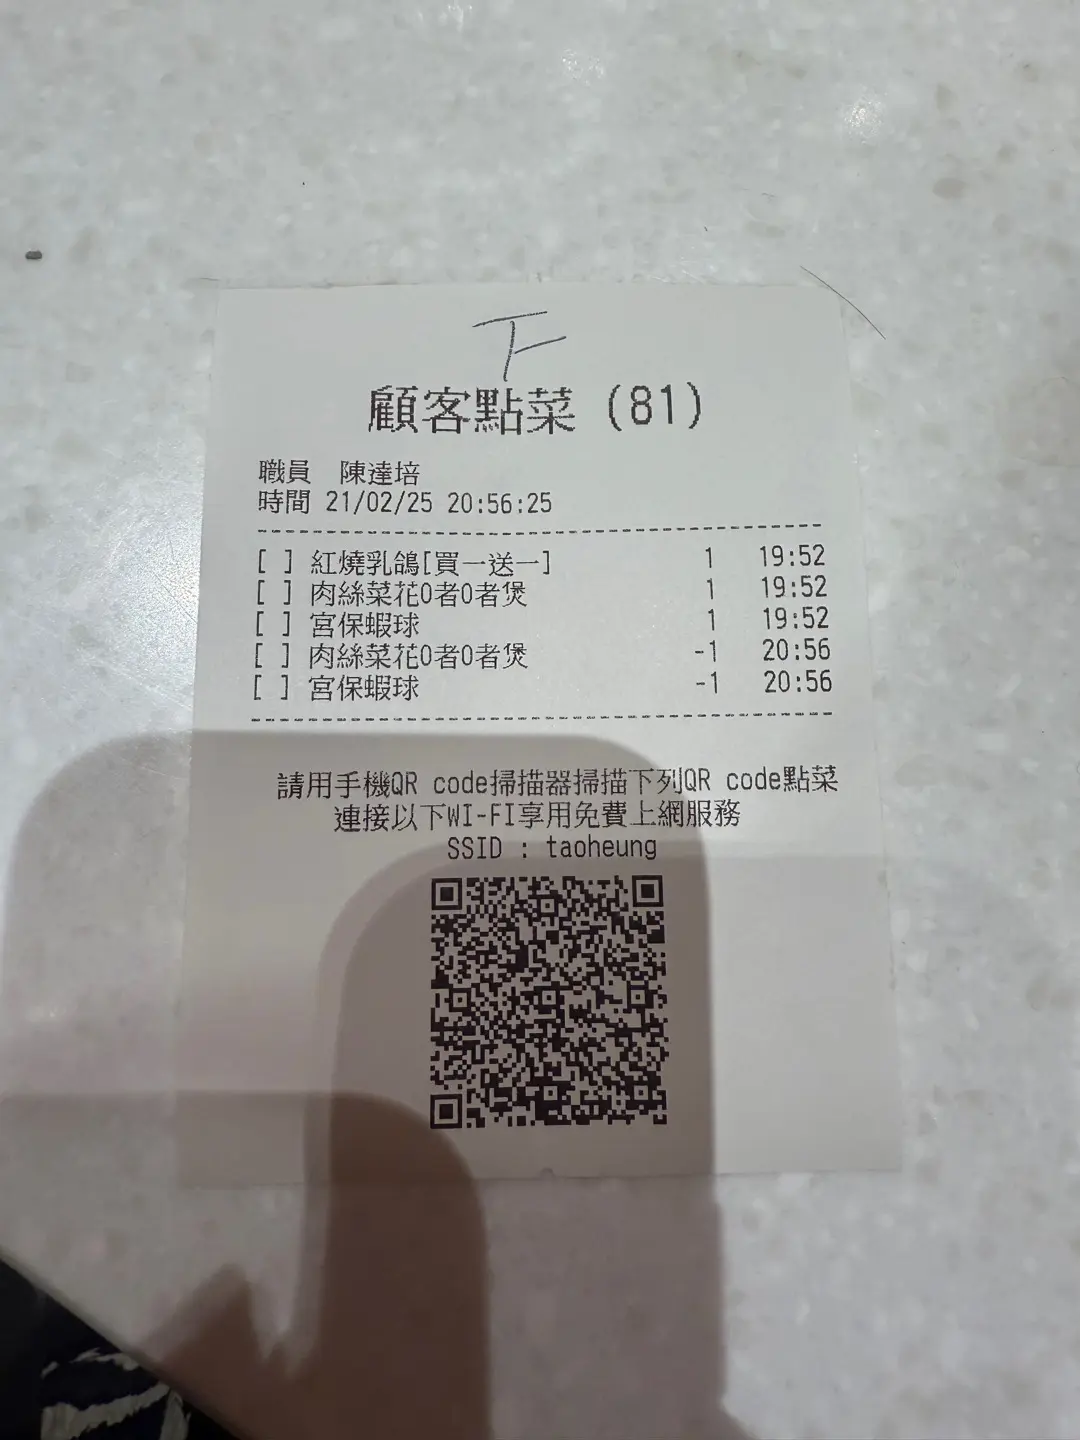 下
顧客點菜 (81)
職員 陳達培
時間 21/02/25 20:56:25
[ ] 紅燒乳鴿[買一送一] 1 19:52
[ ] 肉絲菜花0者0者煲 1 19:52
[ ] 宮保蝦球 1 19:52
[ ] 肉絲菜花0者0者煲 -1 20:56
[ ] 宮保蝦球 -1 20:56
請用手機QR code掃描器掃描下列QR code點菜
連接以下WI-FI享用免費上網服務
SSID : taoheung